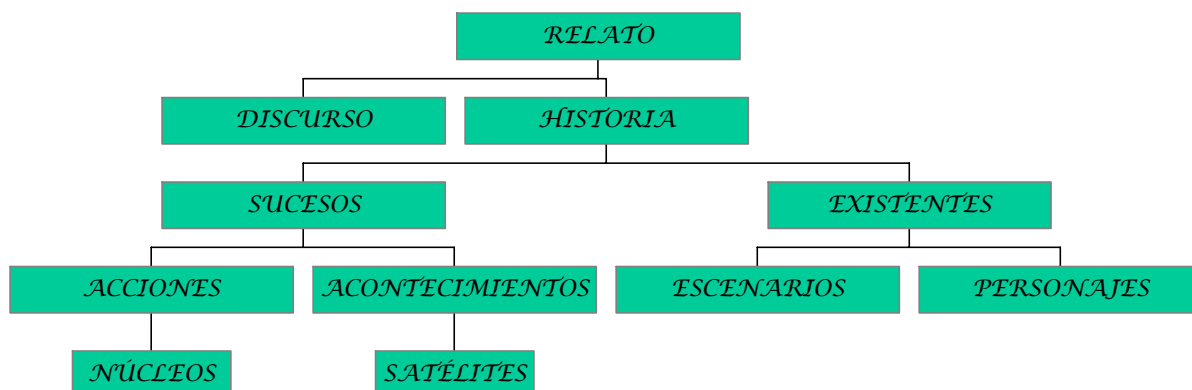 RELATO
DISCURSO
HISTORIA
SUCESOS
EXISTENTES
ACCIONES
ACONTECIMIENTOS
ESCENARIOS
PERSONAJES
NÚCLEOS
SATÉLITES